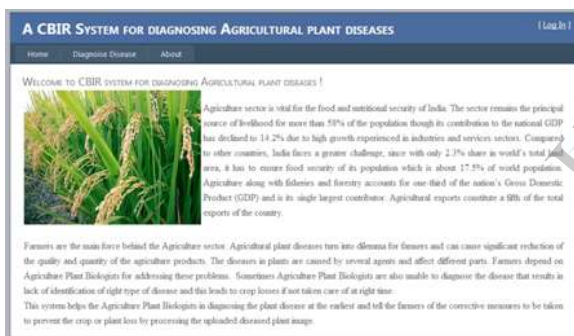 A CBIR SYSTEM FOR DIAGNOSING AGRICULTURAL PLANT DISEASES
[ Log In ]
Home Diagnoise Disease About
WELCOME TO CBIR SYSTEM FOR DIAGNOSING AGRICULTURAL PLANT DISEASES !
Agriculture sector is vital for the food and nutritional security of India. The sector remains the principal
source of livelihood for more than 58% of the population though its contribution to the national GDP
has declined to 14.2% due to high growth experienced in industries and services sectors. Compared
to other countries, India faces a greater challenge, since with only 2.3% share in world's total land
area, it has to ensure food security of its population which is about 17.5% of world population.
Agriculture along with fisheries and forestry accounts for one-third of the nation's Gross Domestic
Product (GDP) and is its single largest contributor. Agricultural exports constitute a fifth of the total
exports of the country.
Farmers are the main force behind the Agriculture sector. Agricultural plant diseases turn into dilemma for farmers and can cause significant reduction of
the quality and quantity of the agriculture products. The diseases in plants are caused by several agents and affect different parts. Farmers depend on
Agriculture Plant Biologists for addressing these problems. Sometimes Agriculture Plant Biologists are also unable to diagnose the disease that results in
lack of identification of right type of disease and this leads to crop losses if not taken care of at right time.
This system helps the Agriculture Plant Biologists in diagnosing the plant disease at the earliest and tell the farmers of the corrective measures to be taken
to prevent the crop or plant loss by processing the uploaded diseased plant image.